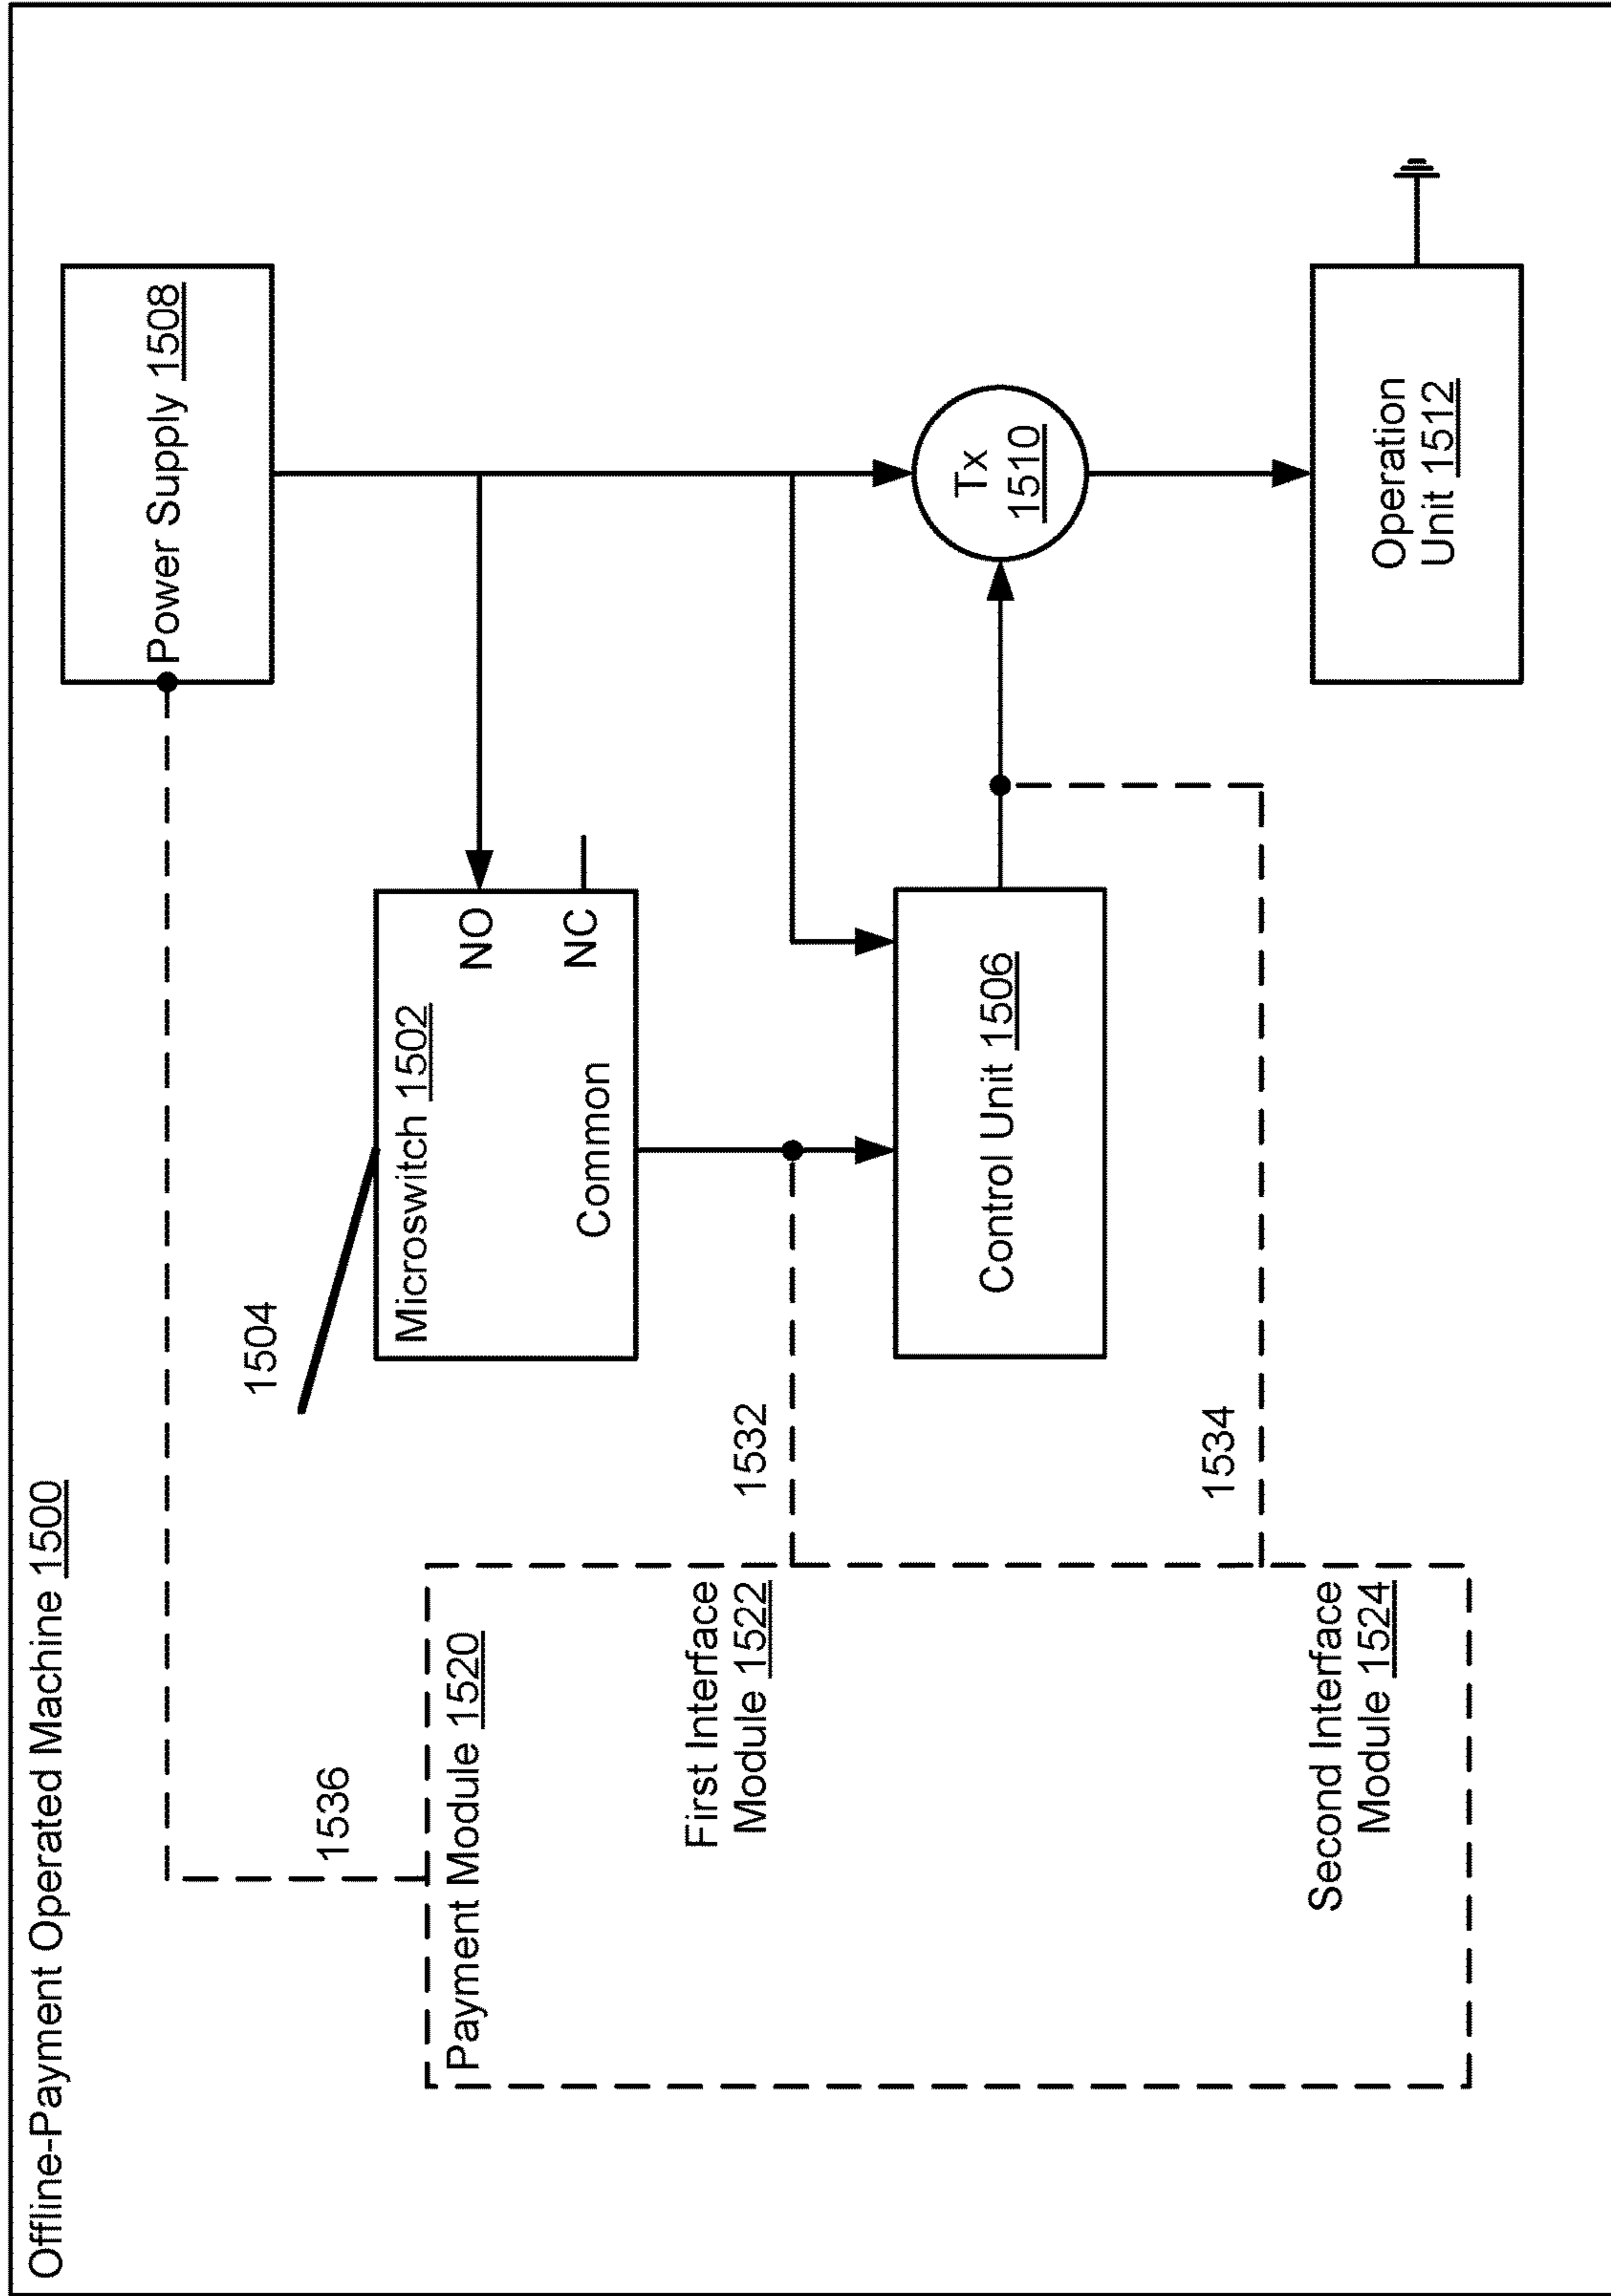 Offline-Payment Operated Machine 1500
Power Supply 1508
1536
1504
Microswitch 1502
NO
NC
Common
Payment Module 1520
First Interface
Module 1522
1532
Control Unit 1506
Tx
1510
1534
Second Interface
Module 1524
Operation
Unit 1512